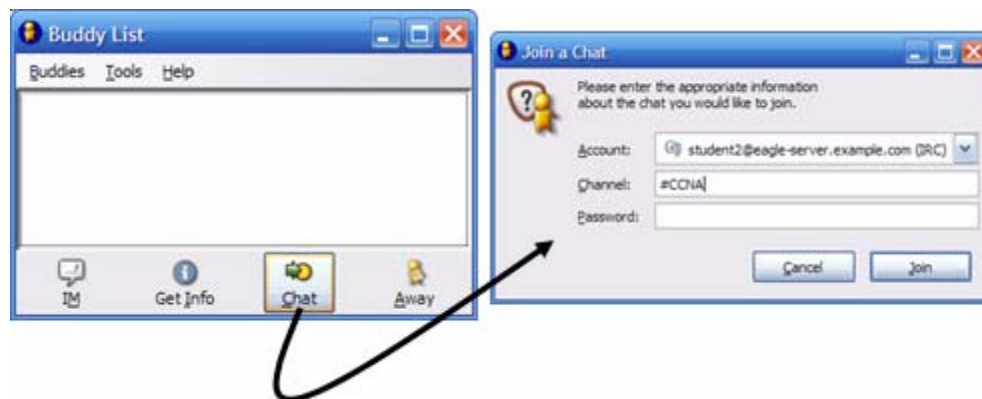 Buddy List
Buddies Tools Help
IM Get Info Chat Away
Join a Chat
Please enter the appropriate information
about the chat you would like to join.
Account: student2@eagle-server.example.com (IRC)
Channel: #CCNA
Password:
Cancel Join